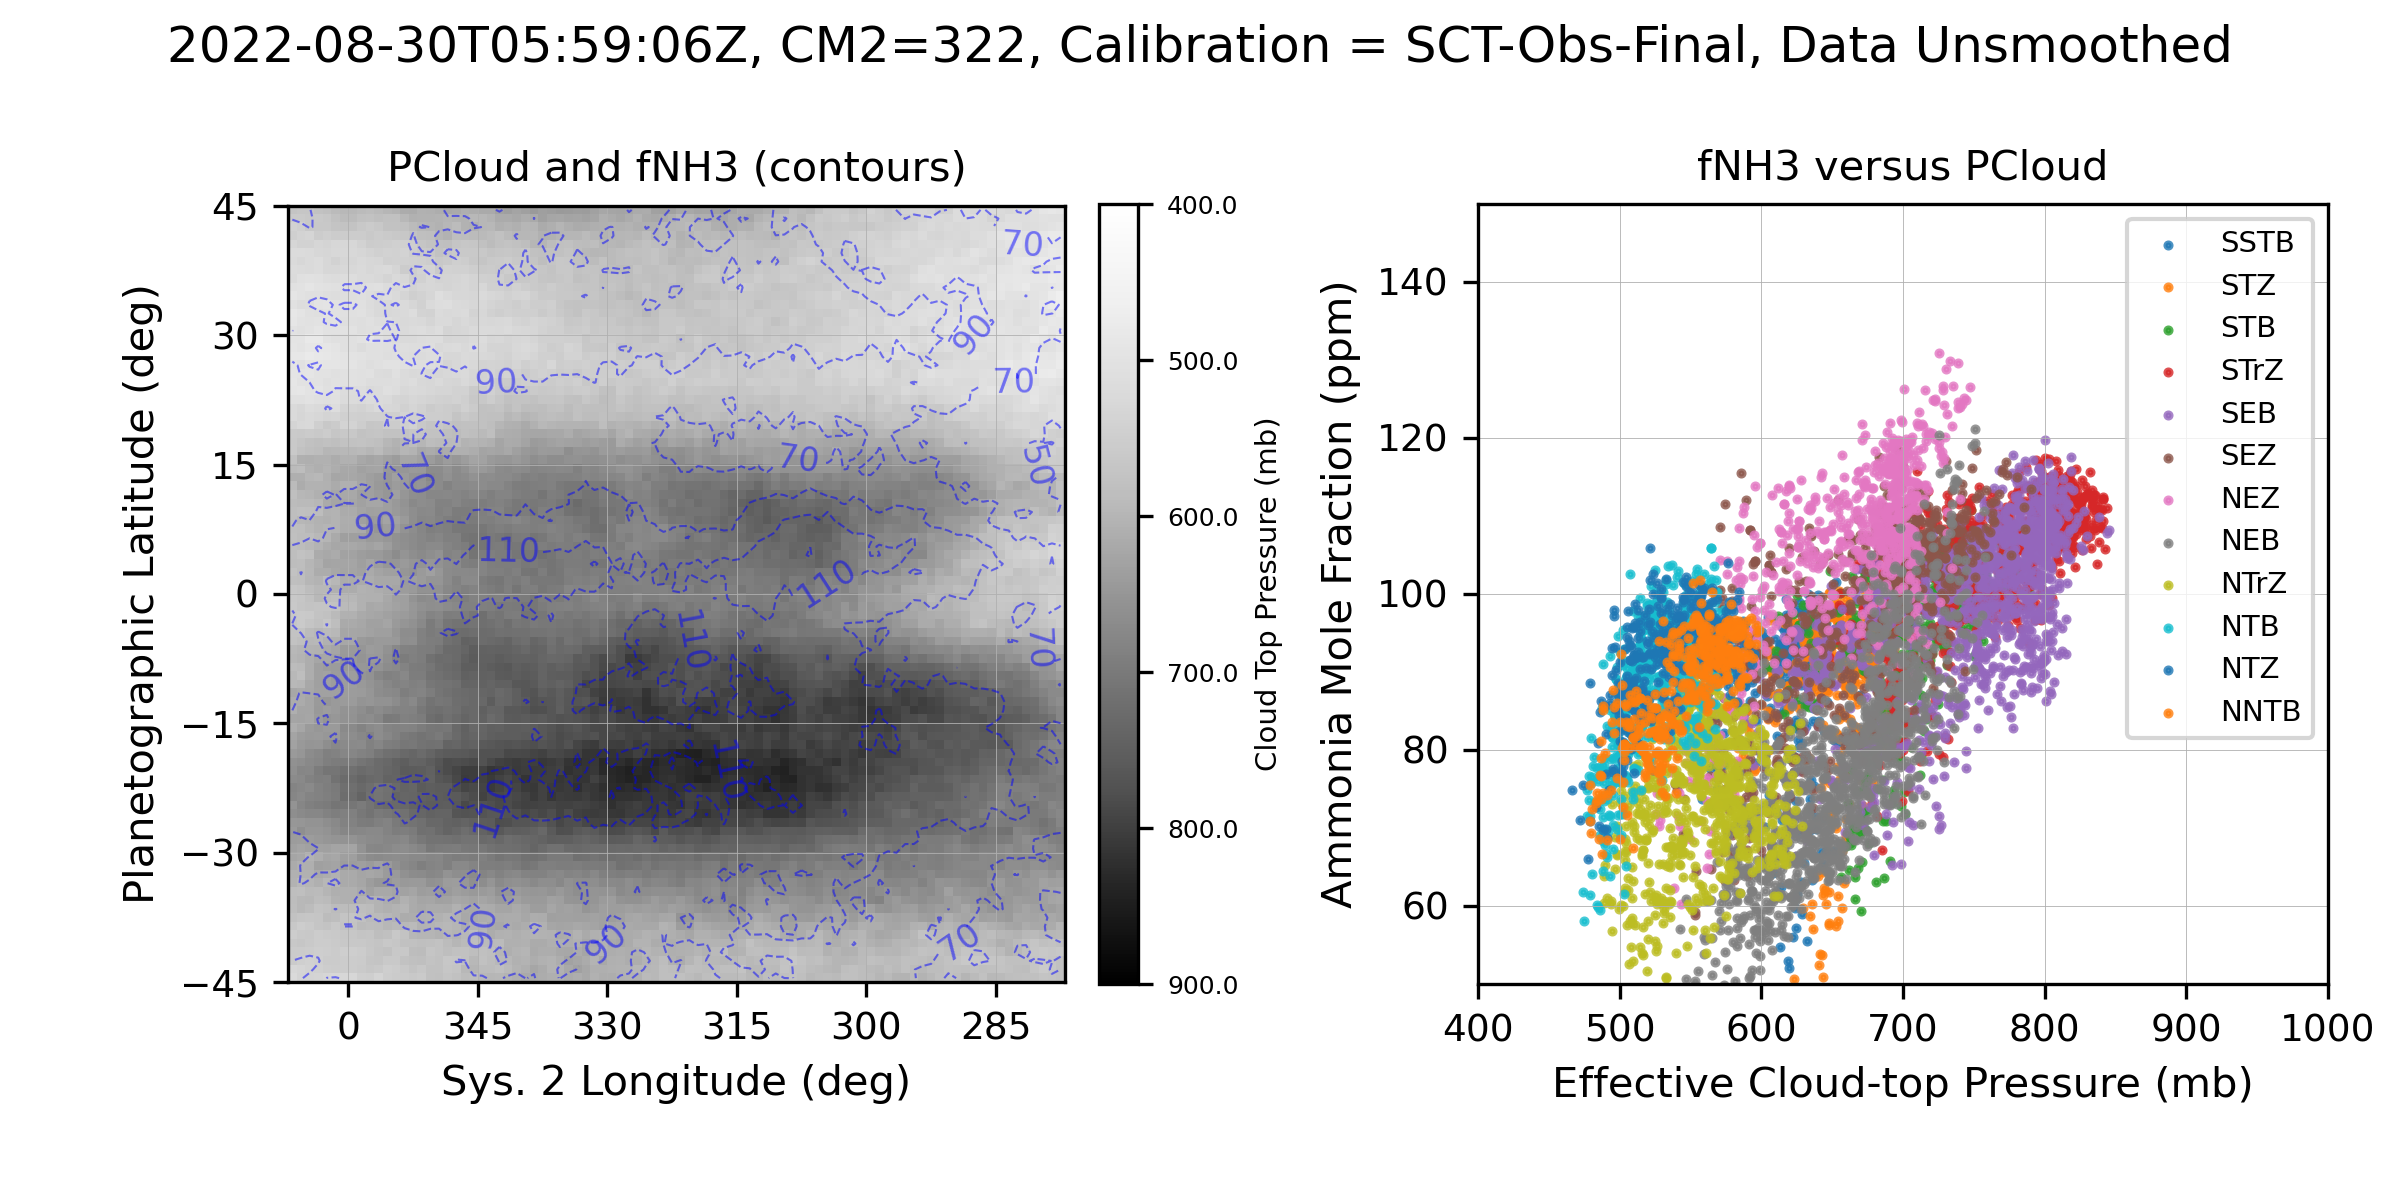 2022-08-30T05:59:06Z, CM2=322, Calibration = SCT-Obs-Final, Data Unsmoothed
PCloud and fNH3 (contours)
Planetographic Latitude (deg)
45
30
15
0
−15
−30
−45
0 345 330 315 300 285
Sys. 2 Longitude (deg)
70
90
90
70
70
70
50
90
110
110
110
70
90
110
110
90
90
70
400.0
500.0
600.0
700.0
800.0
900.0
Cloud Top Pressure (mb)
fNH3 versus PCloud
Ammonia Mole Fraction (ppm)
140
120
100
80
60
400 500 600 700 800 900 1000
Effective Cloud-top Pressure (mb)
SSTB
STZ
STB
STrZ
SEB
SEZ
NEZ
NEB
NTrZ
NTB
NTZ
NNTB